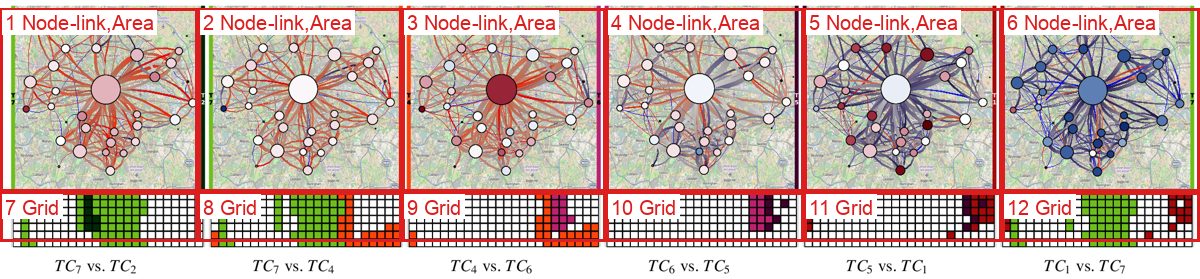 1 Node-link,Area
2 Node-link,Area
3 Node-link,Area
4 Node-link,Area
5 Node-link,Area
6 Node-link,Area
7 Grid
8 Grid
9 Grid
10 Grid
11 Grid
12 Grid
TC7 vs. TC2
TC7 vs. TC4
TC4 vs. TC6
TC6 vs. TC5
TC5 vs. TC1
TC1 vs. TC7